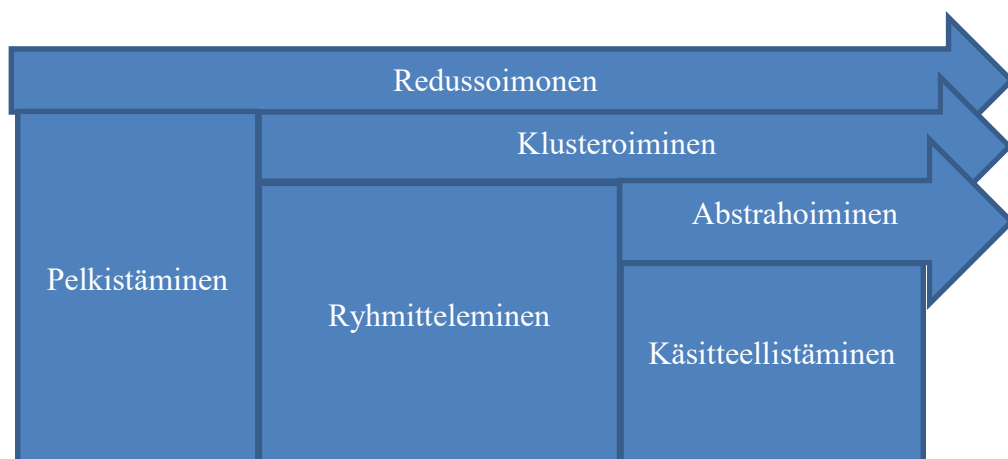 Redussoimonen
Klusteroiminen
Abstrahoiminen
Pelkistäminen
Ryhmitteleminen
Käsitteellistäminen